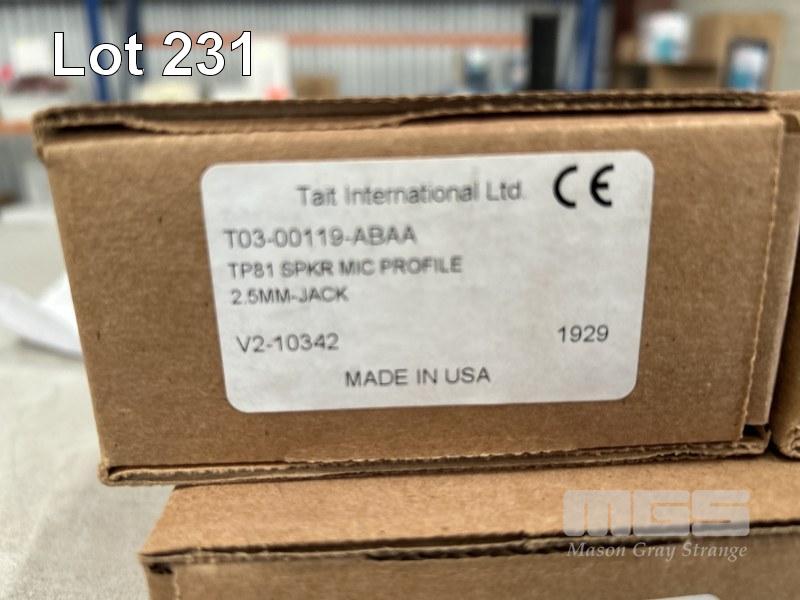 Lot 231
Tait International Ltd. CE
T03-00119-ABAA
TP81 SPKR MIC PROFILE
2.5MM-JACK
V2-10342 1929
MADE IN USA
MGS
Mason Gray Strange